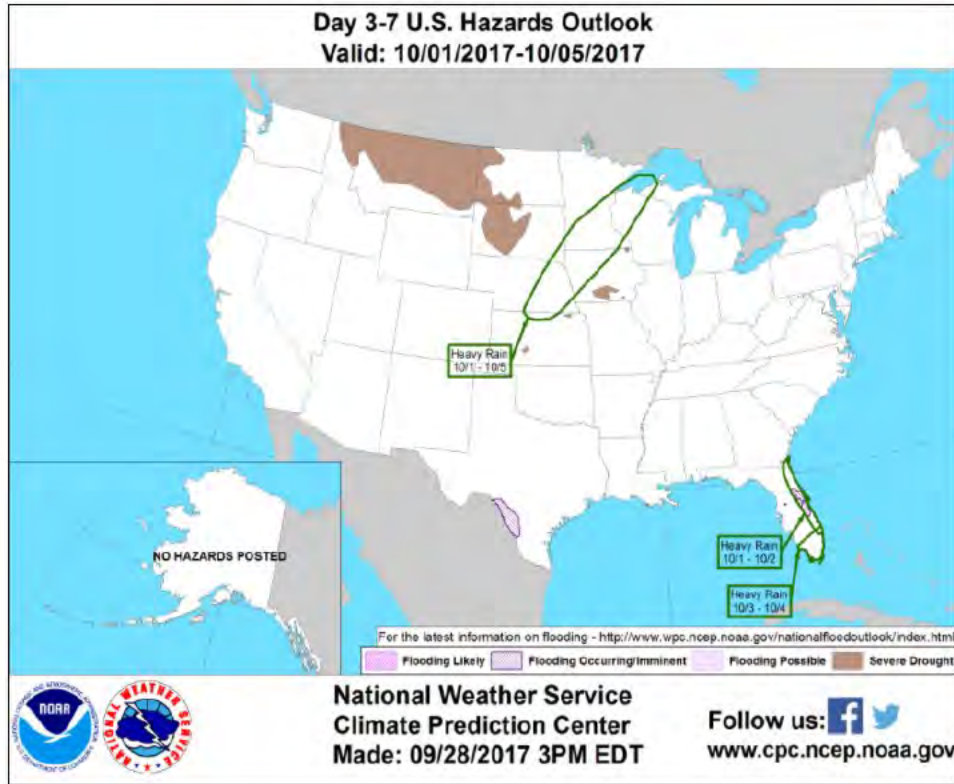 Day 3-7 U.S. Hazards Outlook
Valid: 10/01/2017-10/05/2017
Heavy Rain
10/1 - 10/5
NO HAZARDS POSTED
Heavy Rain
10/1 - 10/2
Heavy Rain
10/3 - 10/4
For the latest information on flooding - http://www.wpc.ncep.noaa.gov/nationalfloodoutlook/index.html
Flooding Likely Flooding Occurring/Imminent Flooding Possible Severe Drought
NOAA
NATIONAL WEATHER SERVICE
National Weather Service
Climate Prediction Center
Made: 09/28/2017 3PM EDT
Follow us:
www.cpc.ncep.noaa.gov